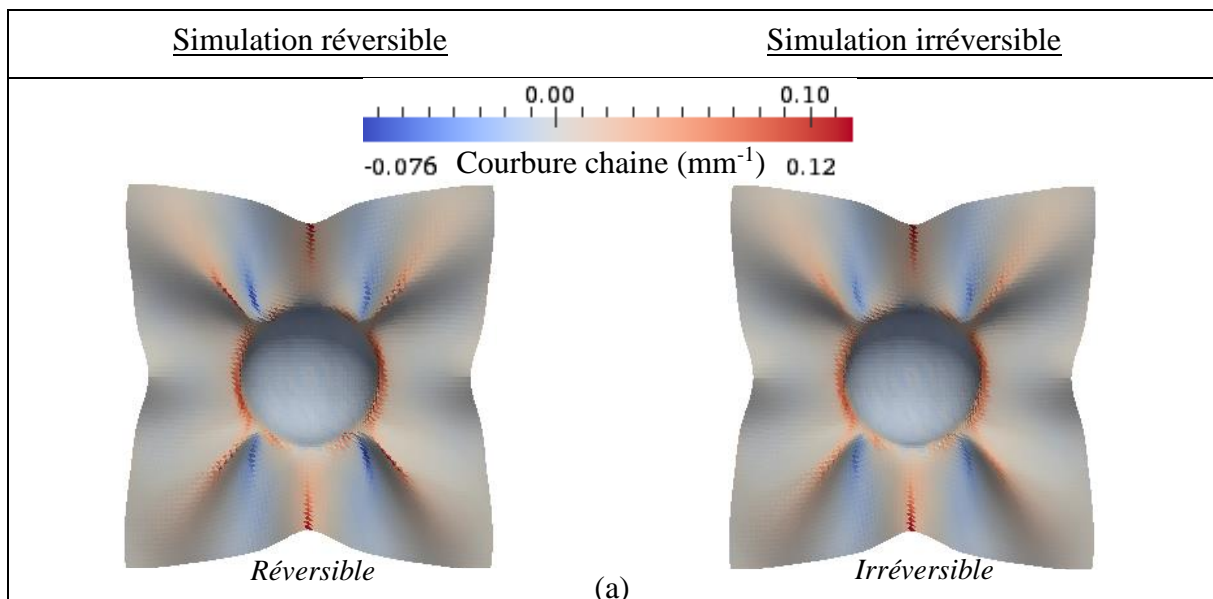 Simulation réversible
Simulation irréversible
0.00 0.10
-0.076 Courbure chaine (mm-1) 0.12
Réversible
Irréversible
(a)